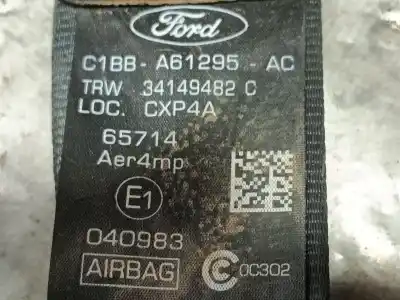 Ford
C1BB-A61295-AC
TRW 34149482 C
LOC. CXP4A
65714
Aer4mp
E1
040983
AIRBAG C 0C302